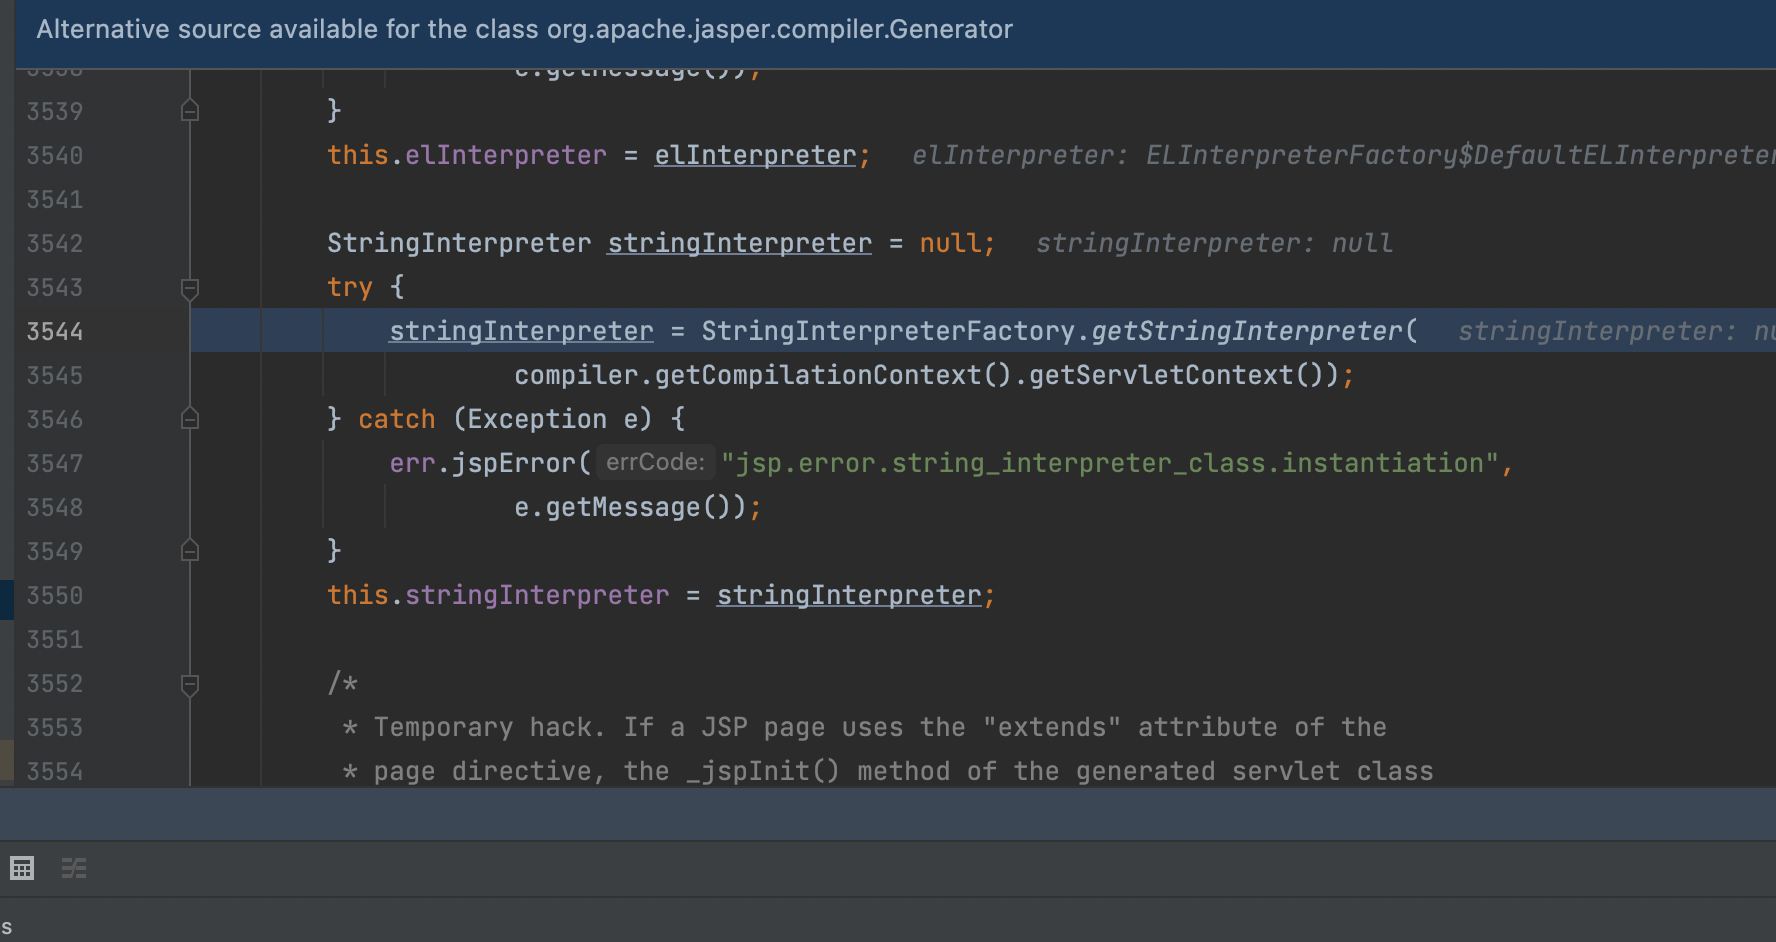 Alternative source available for the class org.apache.jasper.compiler.Generator
3538 e.getMessage());
3539 }
3540 this.elInterpreter = elInterpreter; elInterpreter: ELInterpreterFactory$DefaultELInterpreter
3541
3542 StringInterpreter stringInterpreter = null; stringInterpreter: null
3543 try {
3544 stringInterpreter = StringInterpreterFactory.getStringInterpreter( stringInterpreter: nu
3545 compiler.getCompilationContext().getServletContext());
3546 } catch (Exception e) {
3547 err.jspError( errCode: "jsp.error.string_interpreter_class.instantiation",
3548 e.getMessage());
3549 }
3550 this.stringInterpreter = stringInterpreter;
3551
3552 /*
3553 * Temporary hack. If a JSP page uses the "extends" attribute of the
3554 * page directive, the _jspInit() method of the generated servlet class
s